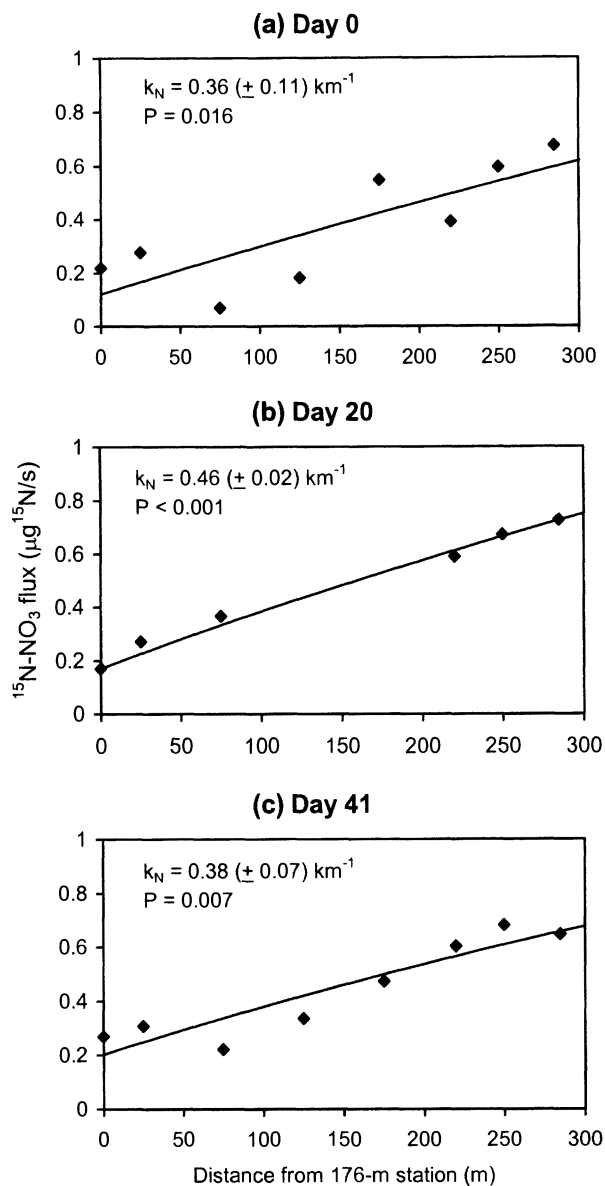 (a) Day 0
1
0.8
0.6
0.4
0.2
0
k_N = 0.36 (± 0.11) km⁻¹
P = 0.016
0 50 100 150 200 250 300
(b) Day 20
¹⁵N-NO₃ flux (µg¹⁵N/s)
1
0.8
0.6
0.4
0.2
0
k_N = 0.46 (± 0.02) km⁻¹
P < 0.001
0 50 100 150 200 250 300
(c) Day 41
1
0.8
0.6
0.4
0.2
0
k_N = 0.38 (± 0.07) km⁻¹
P = 0.007
0 50 100 150 200 250 300
Distance from 176-m station (m)